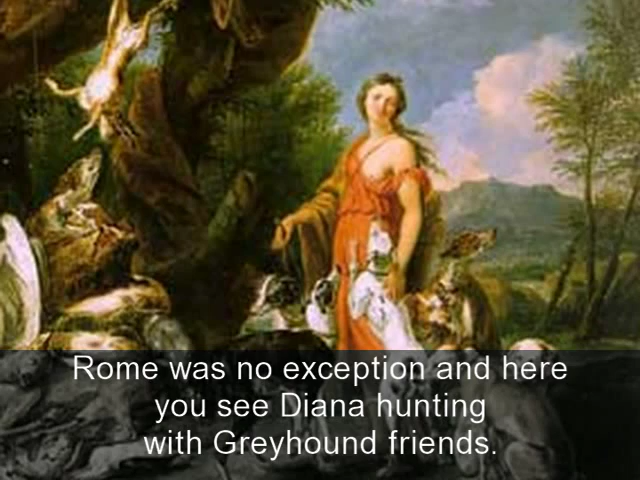 Rome was no exception and here
you see Diana hunting
with Greyhound friends.